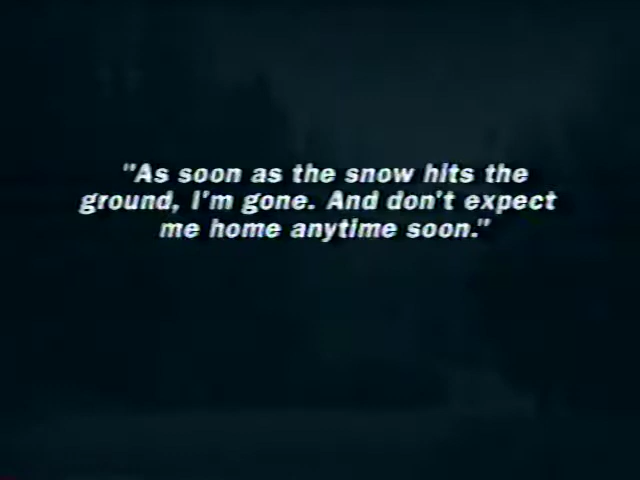 "As soon as the snow hits the
ground, I'm gone. And don't expect
me home anytime soon."